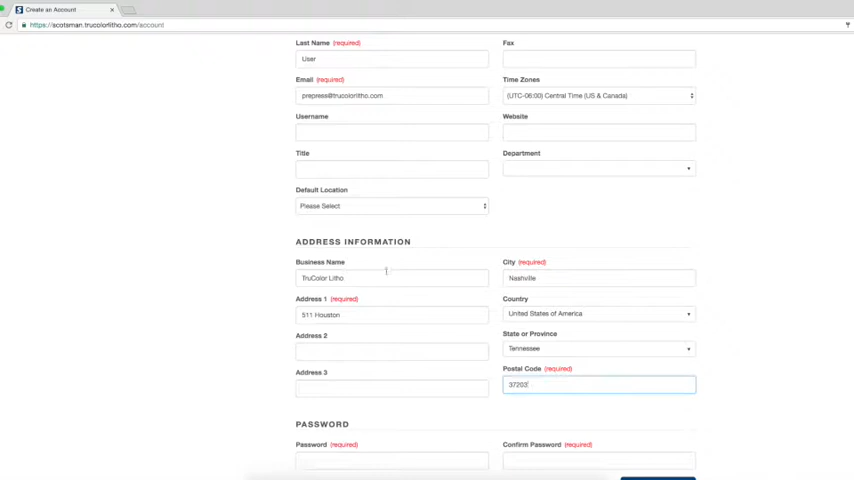 Create an Account
https://scotsman.trucolorlitho.com/account
Last Name (required)
Fax
User
Email (required)
Time Zones
prepress@trucolorlitho.com
(UTC-06:00) Central Time (US & Canada)
Username
Website
Title
Department
Default Location
Please Select
ADDRESS INFORMATION
Business Name
City (required)
TruColor Litho
Nashville
Address 1 (required)
Country
511 Houston
United States of America
Address 2
State or Province
Tennessee
Address 3
Postal Code (required)
37203
PASSWORD
Password (required)
Confirm Password (required)